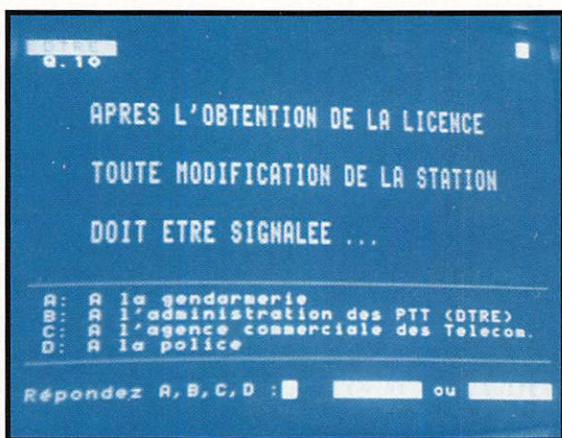 DTRE
Q.10
APRES L'OBTENTION DE LA LICENCE
TOUTE MODIFICATION DE LA STATION
DOIT ETRE SIGNALEE ...
A: A la gendarmerie
B: A l'administration des PTT (DTRE)
C: A l'agence commerciale des Telecom.
D: A la police
Répondez A,B,C,D : ou